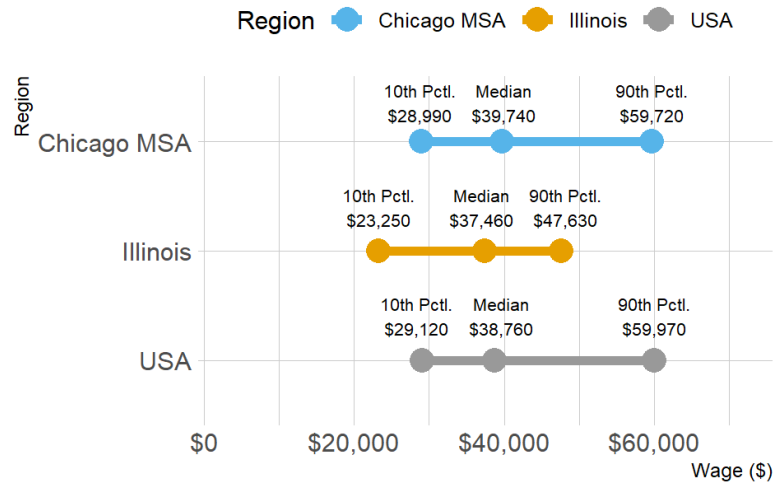 Region Chicago MSA Illinois USA
Region
10th Pctl. Median 90th Pctl.
$28,990 $39,740 $59,720
Chicago MSA
10th Pctl. Median 90th Pctl.
$23,250 $37,460 $47,630
Illinois
10th Pctl. Median 90th Pctl.
$29,120 $38,760 $59,970
USA
$0 $20,000 $40,000 $60,000
Wage ($)